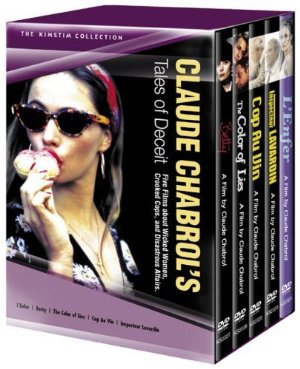 THE KIMSTIM COLLECTION
CLAUDE CHABROL'S
Tales of Deceit
Five Films about Wicked Women,
Crooked Cops, and Disastrous Affairs.
L'Enfer | Betty | The Color of Lies | Cop Au Vin | Inspector Lavardin
Betty
A Film by Claude Chabrol
DVD
The Color of Lies
A Film by Claude Chabrol
DVD
Cop Au Vin
A Film by Claude Chabrol
DVD
Inspecteur LAVARDIN
A Film by Claude Chabrol
DVD
L'Enfer
A Film by Claude Chabrol
DVD